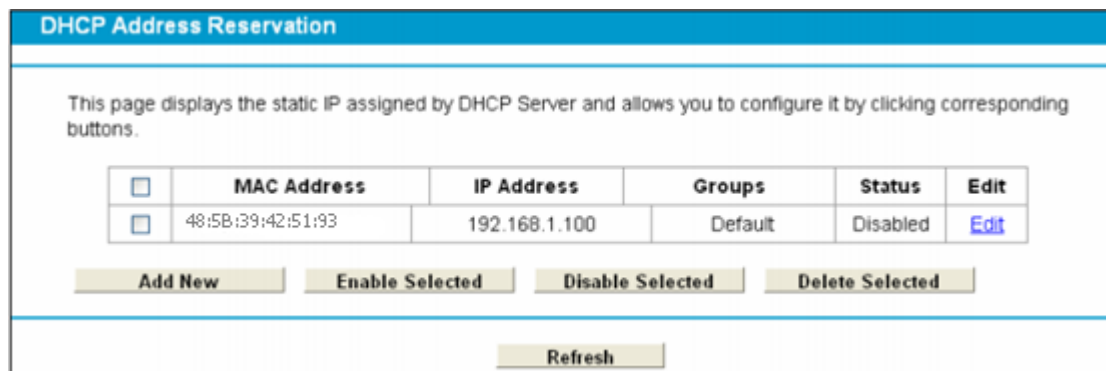 DHCP Address Reservation
This page displays the static IP assigned by DHCP Server and allows you to configure it by clicking corresponding
buttons.
MAC Address IP Address Groups Status Edit
48:5B:39:42:51:93 192.168.1.100 Default Disabled Edit
Add New Enable Selected Disable Selected Delete Selected
Refresh